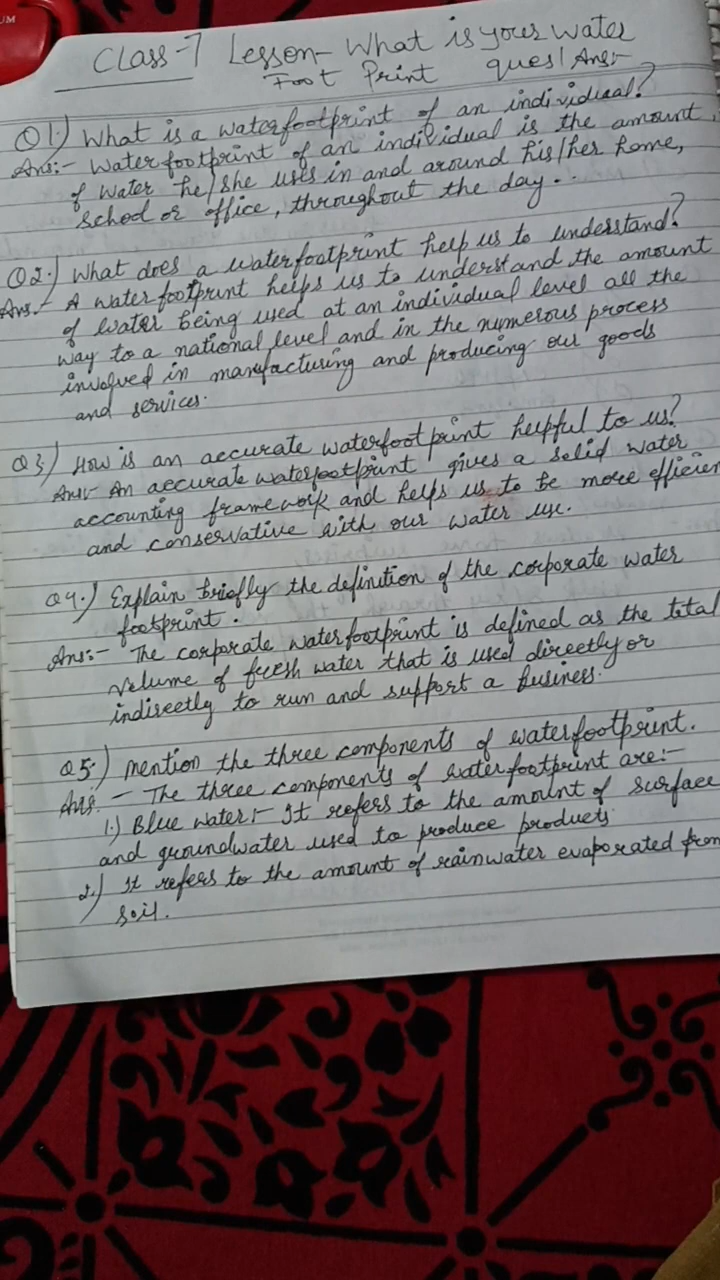 UM
Class-7 Lesson- What is your water
Foot Print ques/Ans:-
Q1.) What is a waterfootprint of an individual?
Ans:- Waterfootprint of an individual is the amount
of water he/she uses in and around his/her home,
school or office, throughout the day...
Q2.) What does a waterfootprint help us to understand?
Ans.- A waterfootprint helps us to understand the amount
of water being used at an individual level all the
way to a national level and in the numerous process
involved in manufacturing and producing our goods
and services.
Q3) How is an accurate waterfootprint helpful to us?
Ans- An accurate waterfootprint gives a solid water
accounting framework and helps us to be more efficien
and conservative with our water use.
Q4.) Explain briefly the definition of the corporate water
footprint.
Ans:- The corporate waterfootprint is defined as the total
volume of fresh water that is used directly or
indirectly to run and support a business.
Q5.) mention the three components of waterfootprint.
Ans. - The three components of waterfootprint are:-
1.) Blue water:- It refers to the amount of surface
and groundwater used to produce products
2.) It refers to the amount of rainwater evaporated from
soil.